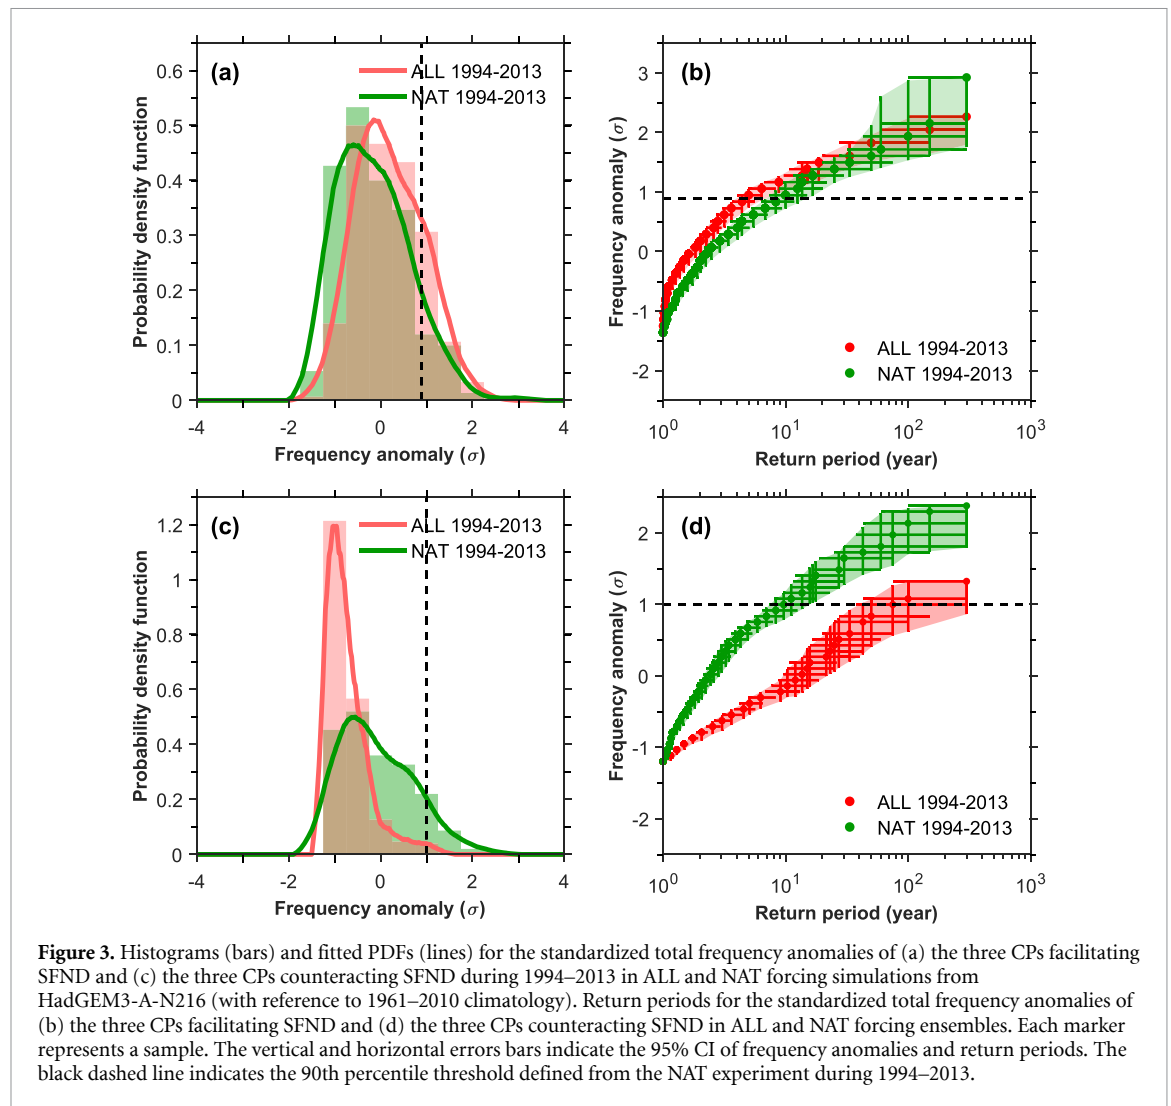 (a)
ALL 1994-2013
NAT 1994-2013
Probability density function
0.6
0.5
0.4
0.3
0.2
0.1
0
-4 -2 0 2 4
Frequency anomaly (σ)
(b)
Frequency anomaly (σ)
3
2
1
0
-1
-2
ALL 1994-2013
NAT 1994-2013
10^0 10^1 10^2 10^3
Return period (year)
(c)
ALL 1994-2013
NAT 1994-2013
Probability density function
1.2
1
0.8
0.6
0.4
0.2
0
-4 -2 0 2 4
Frequency anomaly (σ)
(d)
Frequency anomaly (σ)
2
1
0
-1
-2
ALL 1994-2013
NAT 1994-2013
10^0 10^1 10^2 10^3
Return period (year)
Figure 3. Histograms (bars) and fitted PDFs (lines) for the standardized total frequency anomalies of (a) the three CPs facilitating
SFND and (c) the three CPs counteracting SFND during 1994–2013 in ALL and NAT forcing simulations from
HadGEM3-A-N216 (with reference to 1961–2010 climatology). Return periods for the standardized total frequency anomalies of
(b) the three CPs facilitating SFND and (d) the three CPs counteracting SFND in ALL and NAT forcing ensembles. Each marker
represents a sample. The vertical and horizontal errors bars indicate the 95% CI of frequency anomalies and return periods. The
black dashed line indicates the 90th percentile threshold defined from the NAT experiment during 1994–2013.